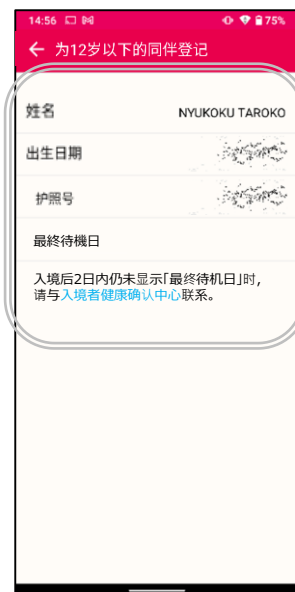 14:56 75%
← 为12岁以下的同伴登记
姓名 NYUKOKU TAROKO
出生日期
护照号
最終待機日
入境后2日内仍未显示「最终待机日」时，
请与入境者健康确认中心联系。